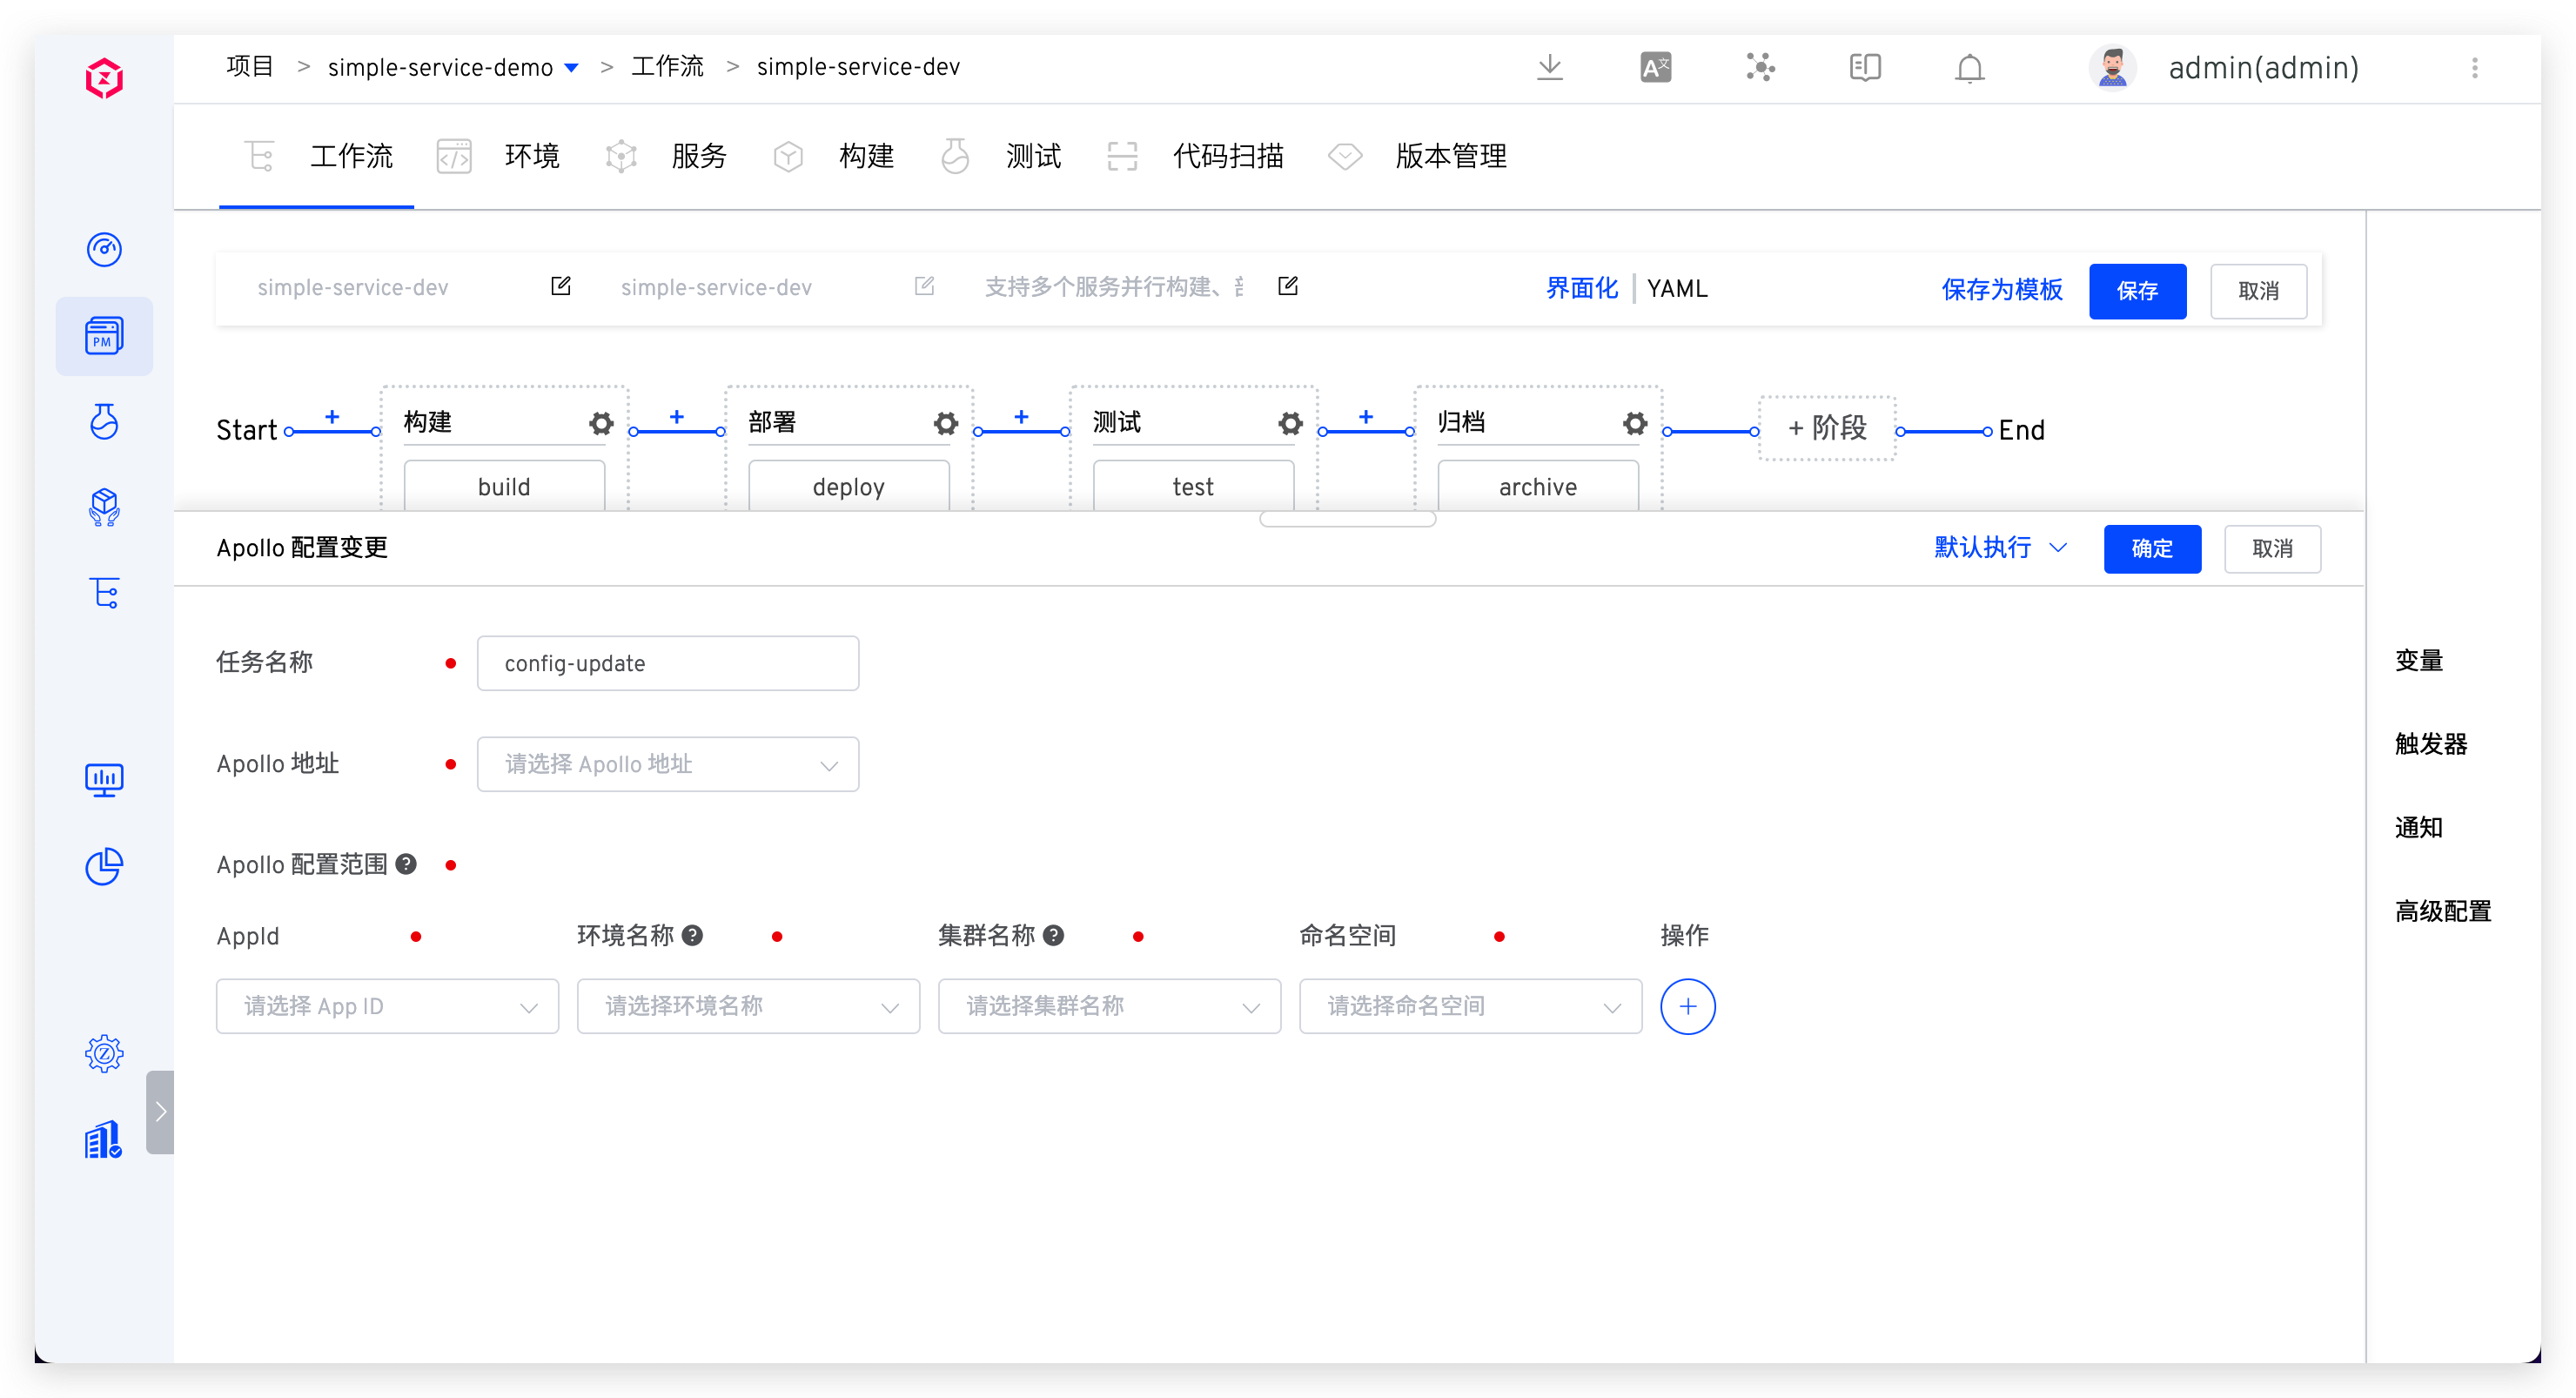 项目 > simple-service-demo > 工作流 > simple-service-dev
admin(admin)
工作流 环境 服务 构建 测试 代码扫描 版本管理
PM
simple-service-dev simple-service-dev 支持多个服务并行构建、 界面化 | YAML 保存为模板 保存 取消
Start + 构建 + 部署 + 测试 + 归档 + 阶段 End
build deploy test archive
Apollo 配置变更 默认执行 确定 取消
任务名称 config-update
变量
Apollo 地址 请选择 Apollo 地址
触发器
通知
Apollo 配置范围 ?
高级配置
AppId 环境名称 ? 集群名称 ? 命名空间 操作
请选择 App ID 请选择环境名称 请选择集群名称 请选择命名空间 +